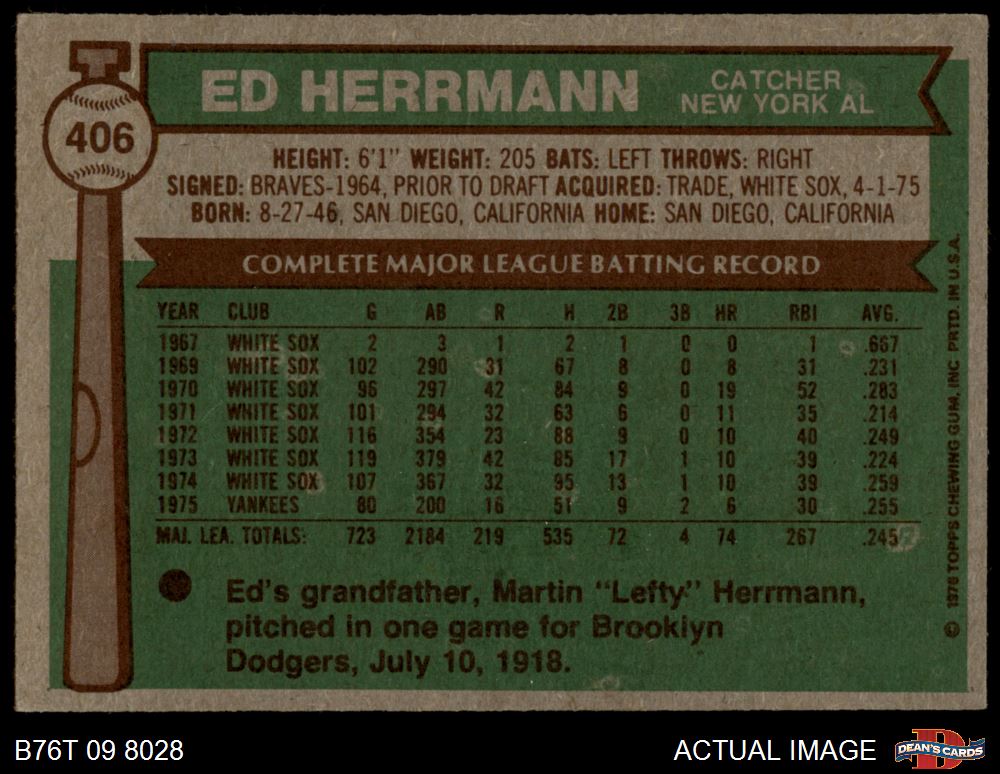 406
ED HERRMANN
CATCHER
NEW YORK AL
HEIGHT: 6'1" WEIGHT: 205 BATS: LEFT THROWS: RIGHT
SIGNED: BRAVES-1964, PRIOR TO DRAFT ACQUIRED: TRADE, WHITE SOX, 4-1-75
BORN: 8-27-46, SAN DIEGO, CALIFORNIA HOME: SAN DIEGO, CALIFORNIA
COMPLETE MAJOR LEAGUE BATTING RECORD
YEAR CLUB G AB R H 2B 3B HR RBI AVG.
1967 WHITE SOX 2 3 1 2 1 0 0 1 .667
1969 WHITE SOX 102 290 31 67 8 0 8 31 .231
1970 WHITE SOX 96 297 42 84 9 0 19 52 .283
1971 WHITE SOX 101 294 32 63 6 0 11 35 .214
1972 WHITE SOX 116 354 23 88 9 0 10 40 .249
1973 WHITE SOX 119 379 42 85 17 1 10 39 .224
1974 WHITE SOX 107 367 32 95 13 1 10 39 .259
1975 YANKEES 80 200 16 51 9 2 6 30 .255
MAJ. LEA. TOTALS: 723 2184 219 535 72 4 74 267 .245
Ed's grandfather, Martin "Lefty" Herrmann,
pitched in one game for Brooklyn
Dodgers, July 10, 1918.
© 1976 TOPPS CHEWING GUM, INC PRTD. IN U.S.A.
B76T 09 8028
ACTUAL IMAGE
D
DEAN'S CARDS